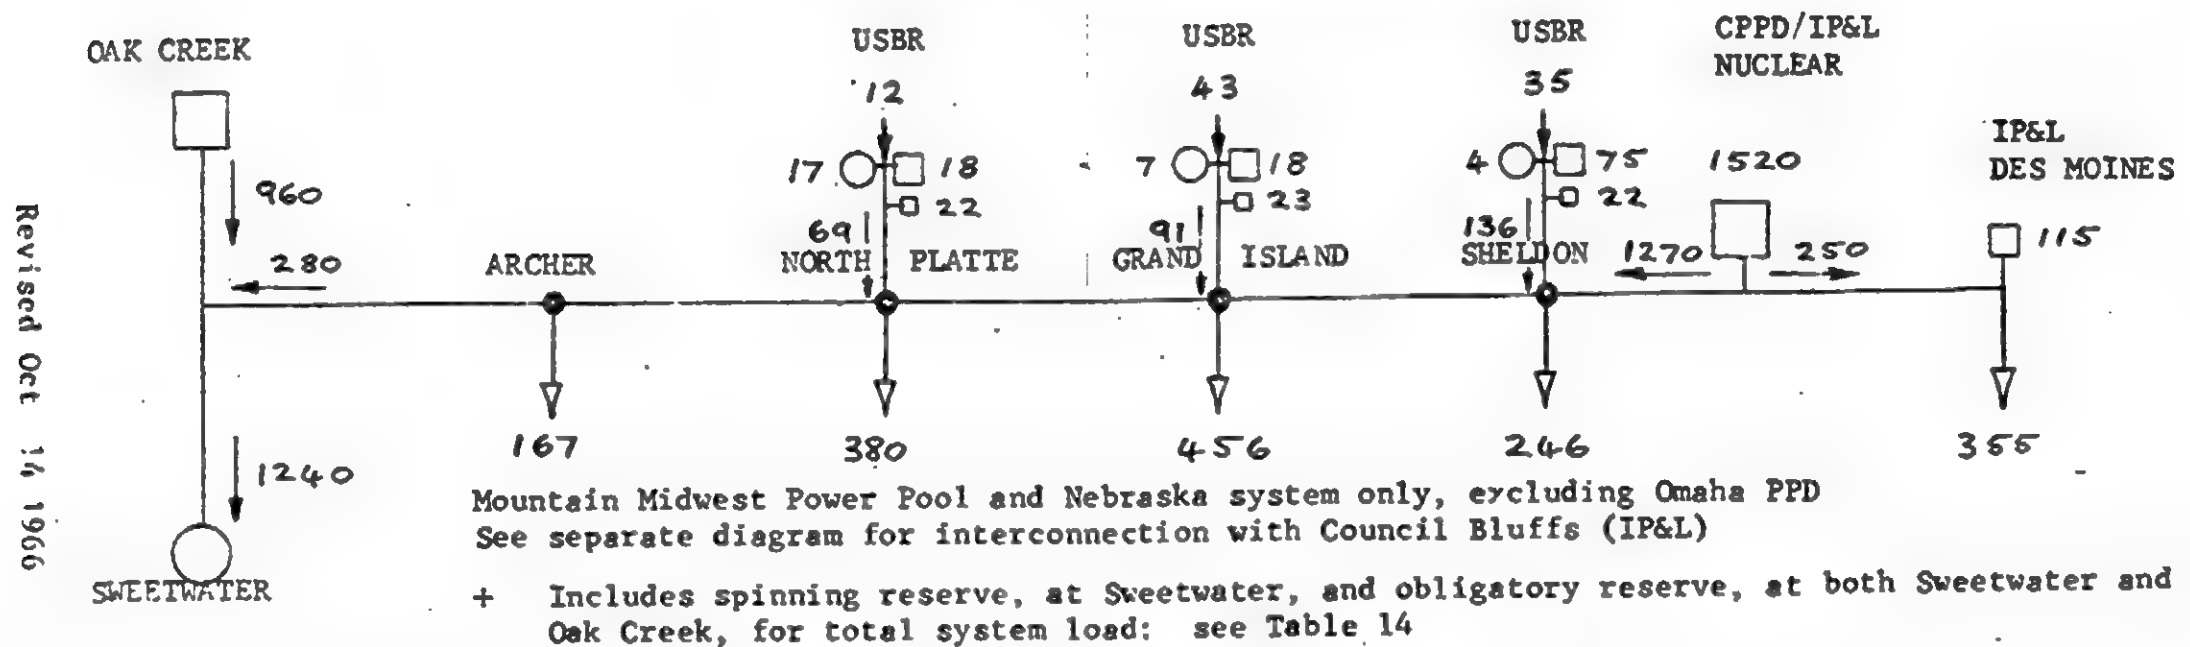 OAK CREEK
USBR
USBR
USBR
CPPD/IP&L
NUCLEAR
12
43
35
IP&L
DES MOINES
17
18
7
18
4
75
1520
960
22
23
22
69
91
136
115
280
ARCHER
NORTH PLATTE
GRAND ISLAND
SHELDON
1270
250
167
380
456
246
355
1240
SWEETWATER
Mountain Midwest Power Pool and Nebraska system only, excluding Omaha PPD
See separate diagram for interconnection with Council Bluffs (IP&L)
+ Includes spinning reserve, at Sweetwater, and obligatory reserve, at both Sweetwater and
Oak Creek, for total system load: see Table 14
Revised Oct 14 1966